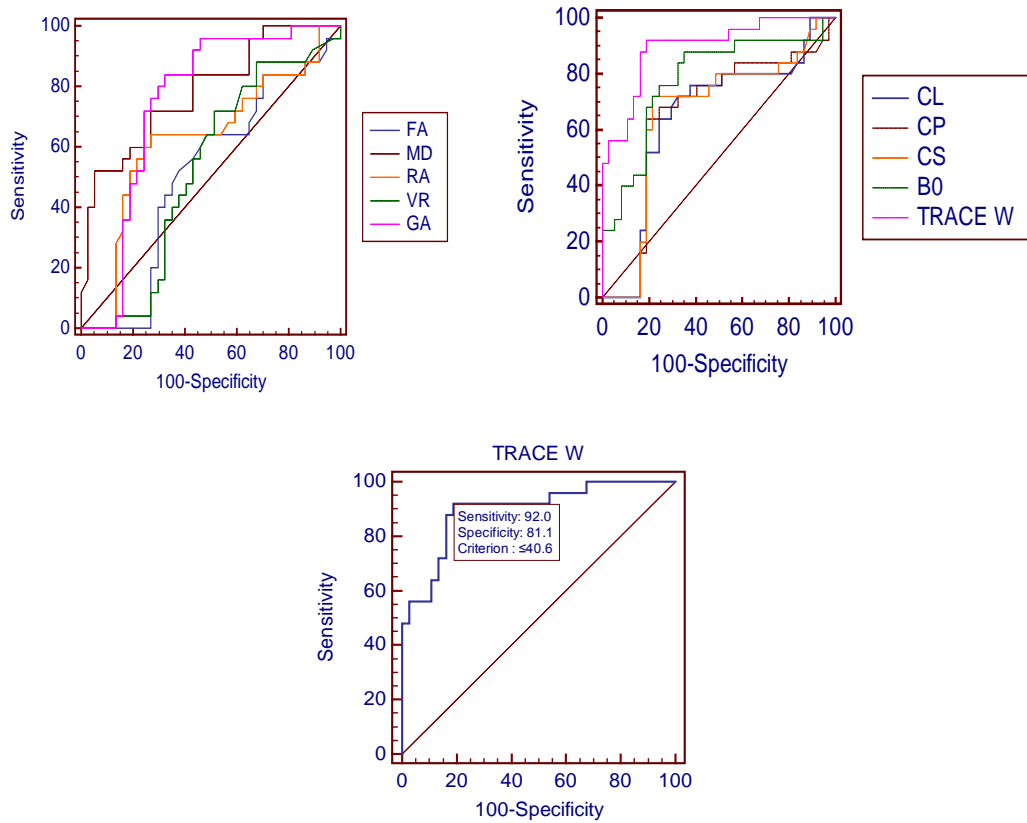 100
80
60
40
20
0
Sensitivity
0 20 40 60 80 100
100-Specificity
FA
MD
RA
VR
GA
100
80
60
40
20
0
Sensitivity
0 20 40 60 80 100
100-Specificity
CL
CP
CS
B0
TRACE W
TRACE W
100
80
60
40
20
0
Sensitivity
Sensitivity: 92.0
Specificity: 81.1
Criterion : ≤40.6
0 20 40 60 80 100
100-Specificity